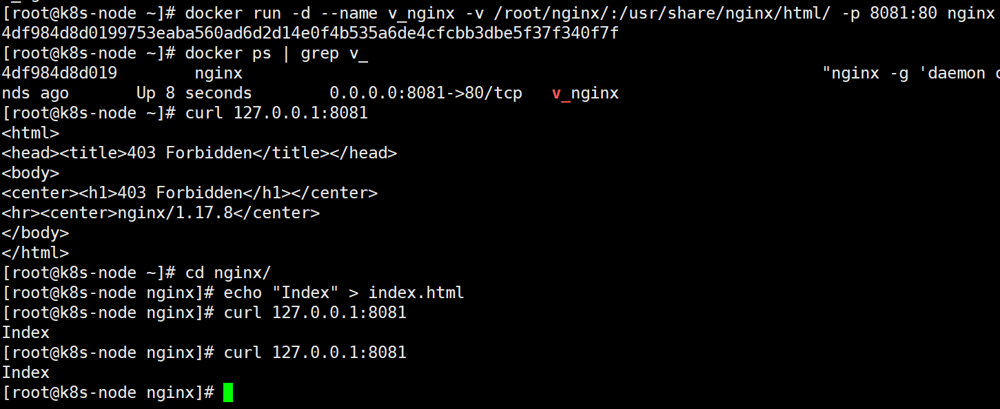 [root@k8s-node ~]# docker run -d --name v_nginx -v /root/nginx/:/usr/share/nginx/html/ -p 8081:80 nginx
4df984d8d0199753eaba560ad6d2d14e0f4b535a6de4cfcbb3dbe5f37f340f7f
[root@k8s-node ~]# docker ps | grep v_
4df984d8d019        nginx                                                            "nginx -g 'daemon o
nds ago       Up 8 seconds        0.0.0.0:8081->80/tcp   v_nginx
[root@k8s-node ~]# curl 127.0.0.1:8081
<html>
<head><title>403 Forbidden</title></head>
<body>
<center><h1>403 Forbidden</h1></center>
<hr><center>nginx/1.17.8</center>
</body>
</html>
[root@k8s-node ~]# cd nginx/
[root@k8s-node nginx]# echo "Index" > index.html
[root@k8s-node nginx]# curl 127.0.0.1:8081
Index
[root@k8s-node nginx]# curl 127.0.0.1:8081
Index
[root@k8s-node nginx]#